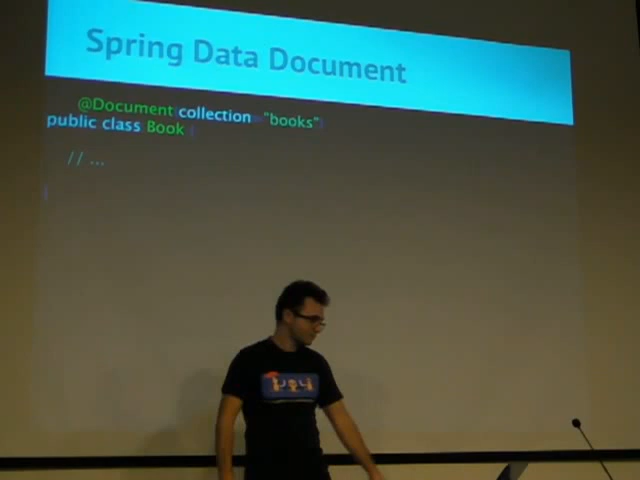 Spring Data Document
@Document(collection = "books")
public class Book {
// ...
}